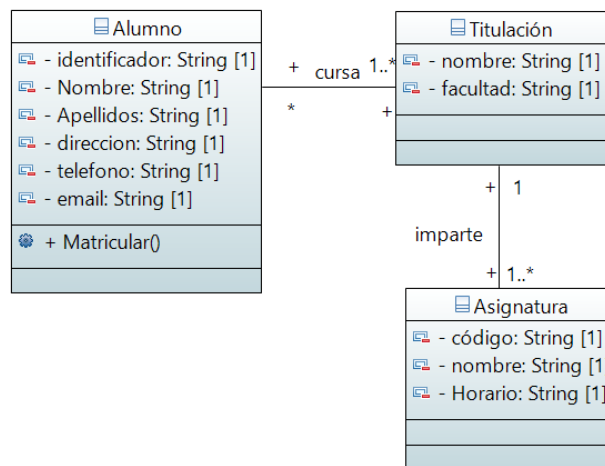 Alumno
- identificador: String [1]
- Nombre: String [1]
- Apellidos: String [1]
- direccion: String [1]
- telefono: String [1]
- email: String [1]
+ Matricular()
+ cursa 1..*
* +
Titulación
- nombre: String [1]
- facultad: String [1]
+ 1
imparte
+ 1..*
Asignatura
- código: String [1]
- nombre: String [1
- Horario: String [1]